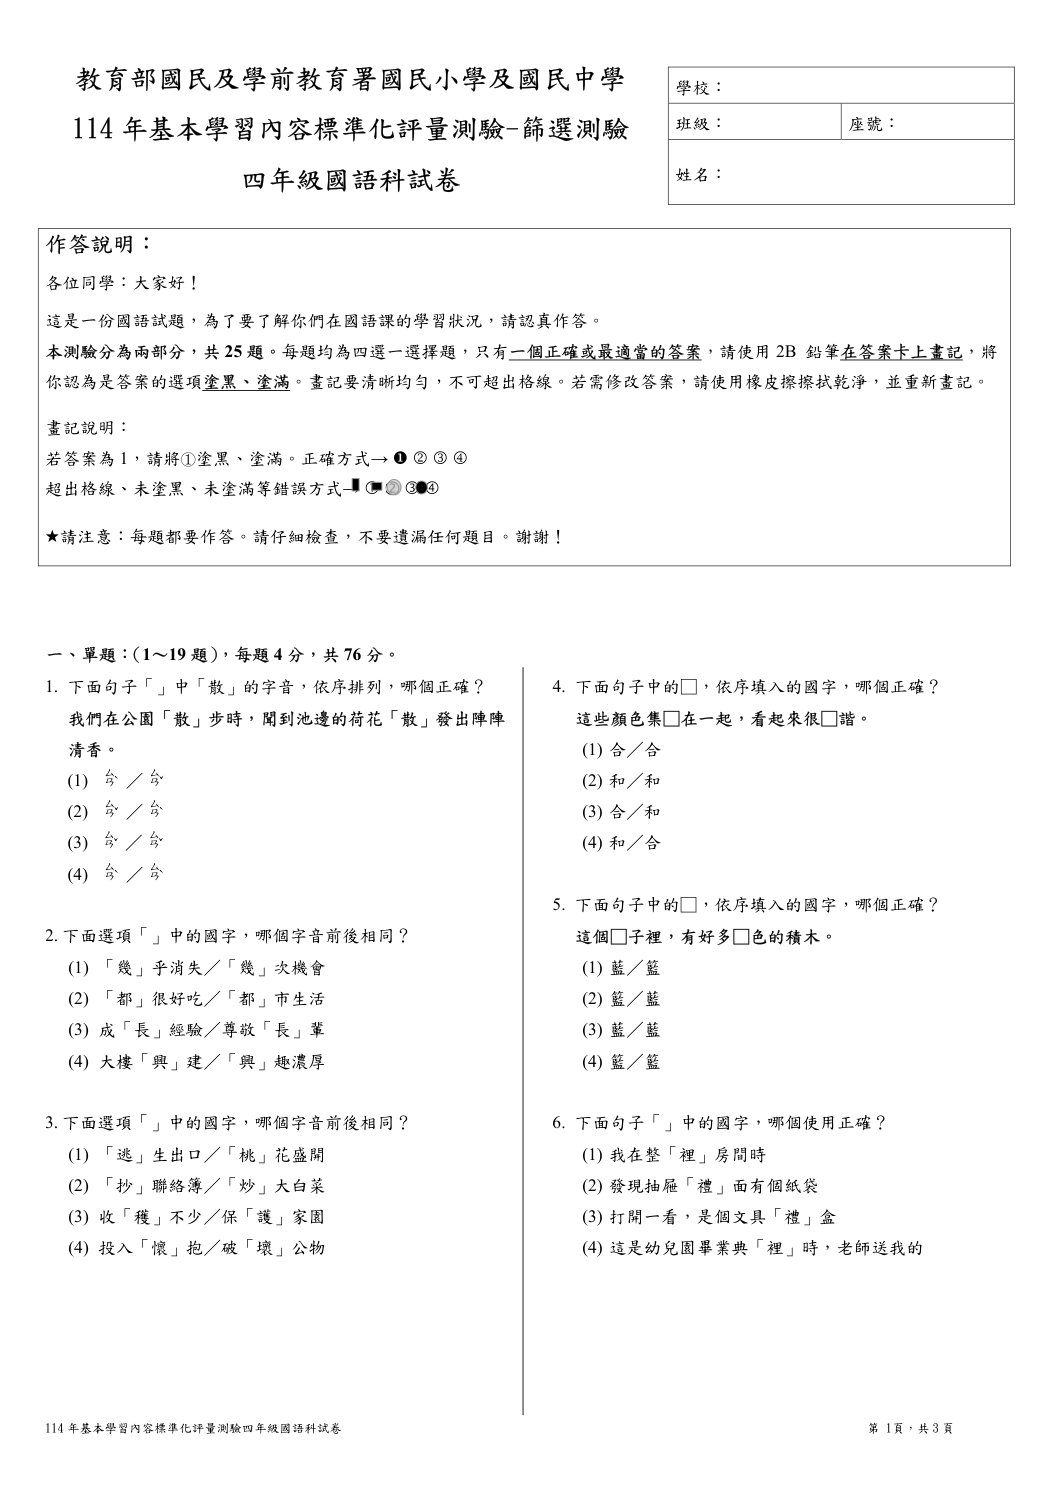 教育部國民及學前教育署國民小學及國民中學
114 年基本學習內容標準化評量測驗-篩選測驗
四年級國語科試卷
學校：
班級：
座號：
姓名：
作答說明：
各位同學：大家好！
這是一份國語試題，為了要了解你們在國語課的學習狀況，請認真作答。
本測驗分為兩部分，共 25 題。每題均為四選一選擇題，只有一個正確或最適當的答案，請使用 2B 鉛筆在答案卡上畫記，將
你認為是答案的選項塗黑、塗滿。畫記要清晰均勻，不可超出格線。若需修改答案，請使用橡皮擦擦拭乾淨，並重新畫記。
畫記說明：
若答案為 1，請將①塗黑、塗滿。正確方式→ ❶ ② ③ ④
超出格線、未塗黑、未塗滿等錯誤方式→ ① ② ③ ④
★請注意：每題都要作答。請仔細檢查，不要遺漏任何題目。謝謝！
一、單題：（1～19 題），每題 4 分，共 76 分。
1. 下面句子「」中「散」的字音，依序排列，哪個正確？
我們在公園「散」步時，聞到池邊的荷花「散」發出陣陣
清香。
(1) ㄙㄢˋ／ㄙㄢˇ
(2) ㄙㄢˇ／ㄙㄢˋ
(3) ㄙㄢˇ／ㄙㄢˇ
(4) ㄙㄢˋ／ㄙㄢˋ
2. 下面選項「」中的國字，哪個字音前後相同？
(1) 「幾」乎消失／「幾」次機會
(2) 「都」很好吃／「都」市生活
(3) 成「長」經驗／尊敬「長」輩
(4) 大樓「興」建／「興」趣濃厚
3. 下面選項「」中的國字，哪個字音前後相同？
(1) 「逃」生出口／「桃」花盛開
(2) 「抄」聯絡簿／「炒」大白菜
(3) 收「穫」不少／保「護」家園
(4) 投入「懷」抱／破「壞」公物
4. 下面句子中的□，依序填入的國字，哪個正確？
這些顏色集□在一起，看起來很□諧。
(1) 合／合
(2) 和／和
(3) 合／和
(4) 和／合
5. 下面句子中的□，依序填入的國字，哪個正確？
這個□子裡，有好多□色的積木。
(1) 藍／籃
(2) 籃／藍
(3) 藍／藍
(4) 籃／籃
6. 下面句子「」中的國字，哪個使用正確？
(1) 我在整「裡」房間時
(2) 發現抽屜「禮」面有個紙袋
(3) 打開一看，是個文具「禮」盒
(4) 這是幼兒園畢業典「裡」時，老師送我的
114 年基本學習內容標準化評量測驗四年級國語科試卷
第 1頁，共 3 頁